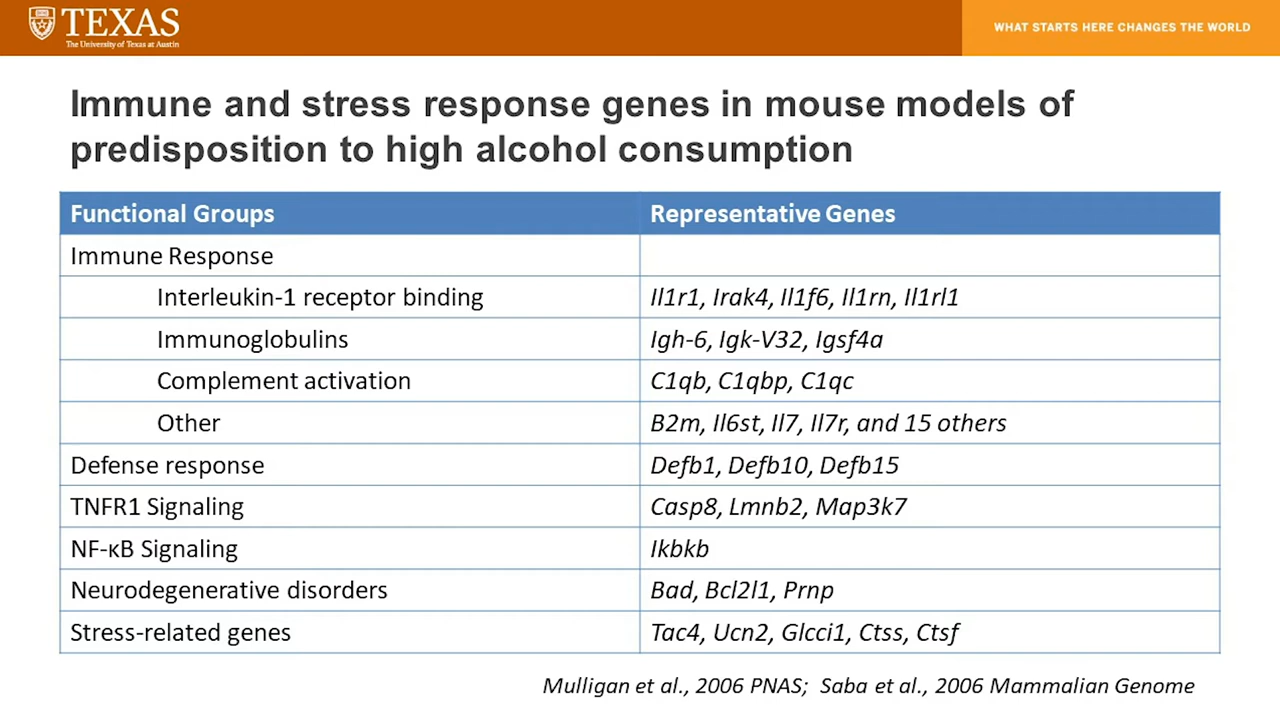 TEXAS
The University of Texas at Austin
WHAT STARTS HERE CHANGES THE WORLD
Immune and stress response genes in mouse models of
predisposition to high alcohol consumption
Functional Groups Representative Genes
Immune Response
Interleukin-1 receptor binding Il1r1, Irak4, Il1f6, Il1rn, Il1rl1
Immunoglobulins Igh-6, Igk-V32, Igsf4a
Complement activation C1qb, C1qbp, C1qc
Other B2m, Il6st, Il7, Il7r, and 15 others
Defense response Defb1, Defb10, Defb15
TNFR1 Signaling Casp8, Lmnb2, Map3k7
NF-κB Signaling Ikbkb
Neurodegenerative disorders Bad, Bcl2l1, Prnp
Stress-related genes Tac4, Ucn2, Glcci1, Ctss, Ctsf
Mulligan et al., 2006 PNAS; Saba et al., 2006 Mammalian Genome